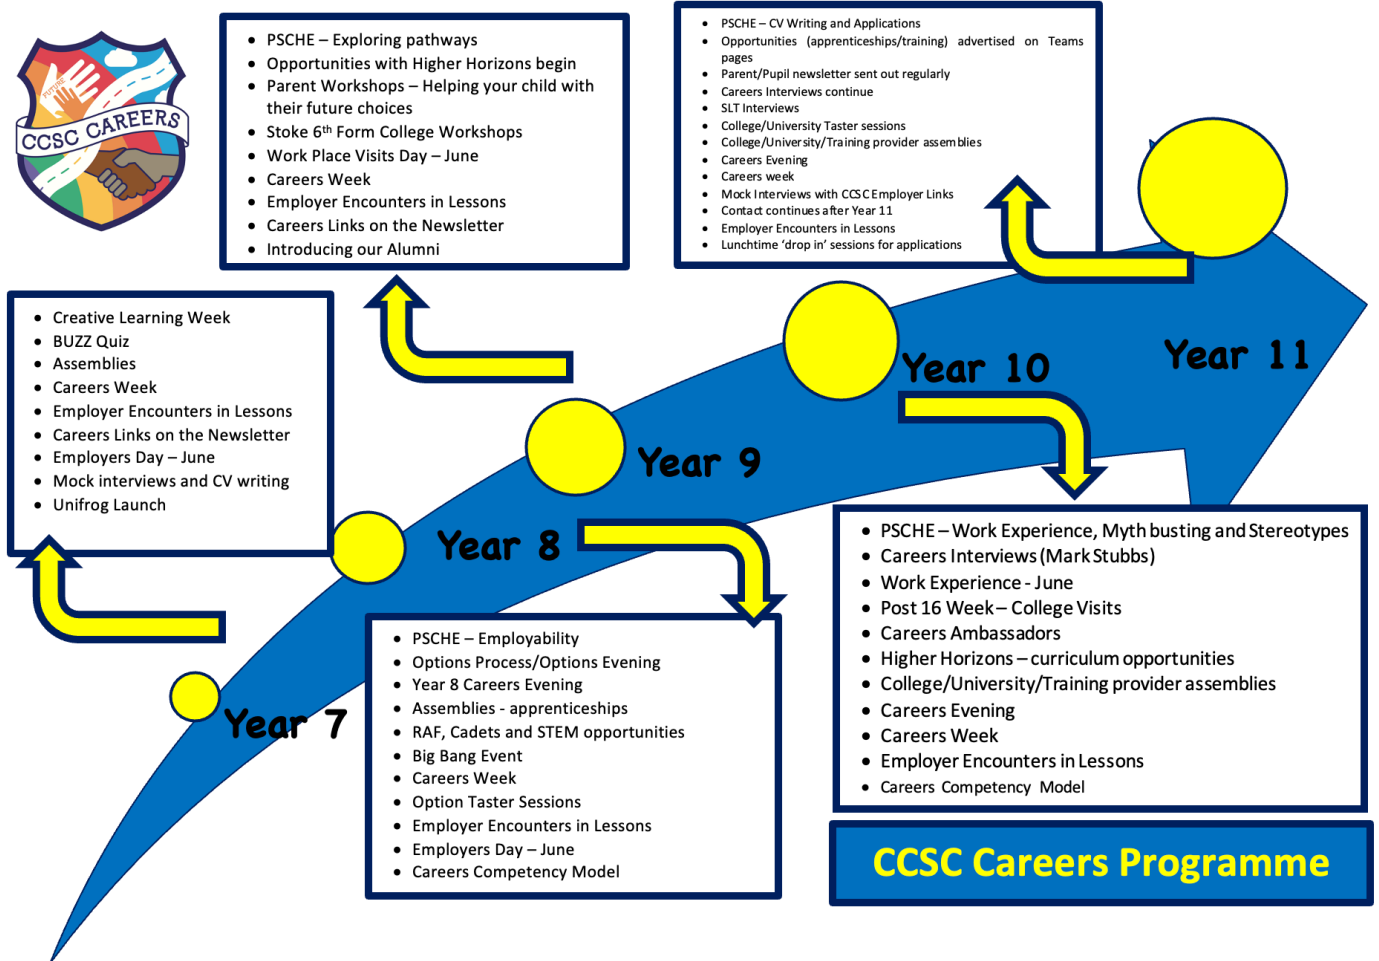 FUTURE
CCSC CAREERS
• PSCHE – Exploring pathways
• Opportunities with Higher Horizons begin
• Parent Workshops – Helping your child with
their future choices
• Stoke 6th Form College Workshops
• Work Place Visits Day – June
• Careers Week
• Employer Encounters in Lessons
• Careers Links on the Newsletter
• Introducing our Alumni
• PSCHE – CV Writing and Applications
• Opportunities (apprenticeships/training) advertised on Teams
pages
• Parent/Pupil newsletter sent out regularly
• Careers Interviews continue
• SLT Interviews
• College/University Taster sessions
• College/University/Training provider assemblies
• Careers Evening
• Careers week
• Mock Interviews with CCSC Employer Links
• Contact continues after Year 11
• Employer Encounters in Lessons
• Lunchtime ‘drop in’ sessions for applications
• Creative Learning Week
• BUZZ Quiz
• Assemblies
• Careers Week
• Employer Encounters in Lessons
• Careers Links on the Newsletter
• Employers Day – June
• Mock interviews and CV writing
• Unifrog Launch
Year 7
Year 8
Year 9
Year 10
Year 11
• PSCHE – Employability
• Options Process/Options Evening
• Year 8 Careers Evening
• Assemblies - apprenticeships
• RAF, Cadets and STEM opportunities
• Big Bang Event
• Careers Week
• Option Taster Sessions
• Employer Encounters in Lessons
• Employers Day – June
• Careers Competency Model
• PSCHE – Work Experience, Myth busting and Stereotypes
• Careers Interviews (Mark Stubbs)
• Work Experience - June
• Post 16 Week – College Visits
• Careers Ambassadors
• Higher Horizons – curriculum opportunities
• College/University/Training provider assemblies
• Careers Evening
• Careers Week
• Employer Encounters in Lessons
• Careers Competency Model
CCSC Careers Programme